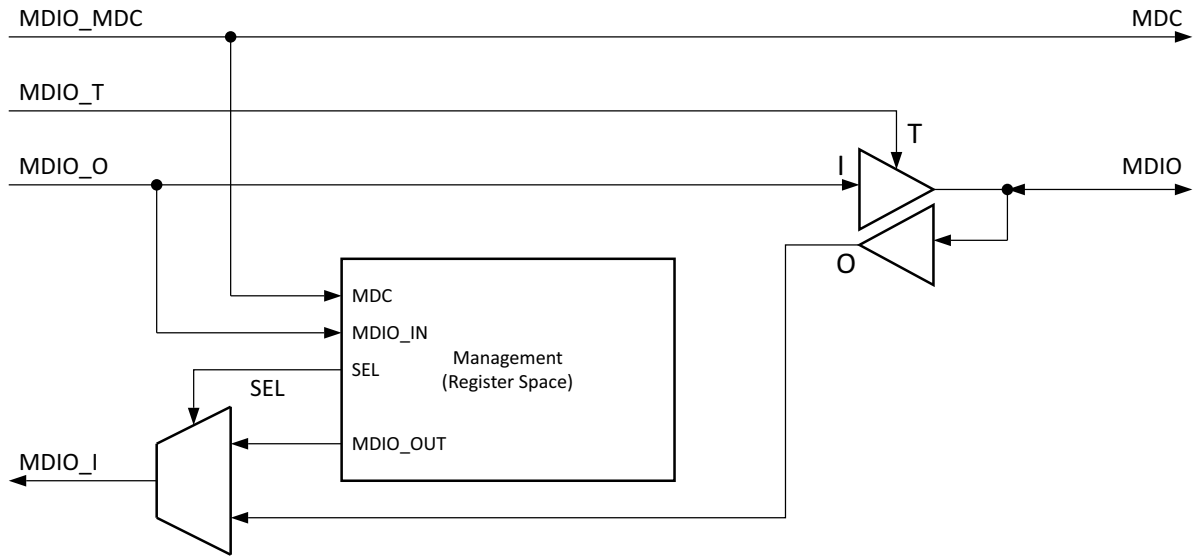 MDIO_MDC
MDC
MDIO_T
T
MDIO_O
I
MDIO
O
MDC
MDIO_IN
Management
(Register Space)
SEL
SEL
MDIO_OUT
MDIO_I